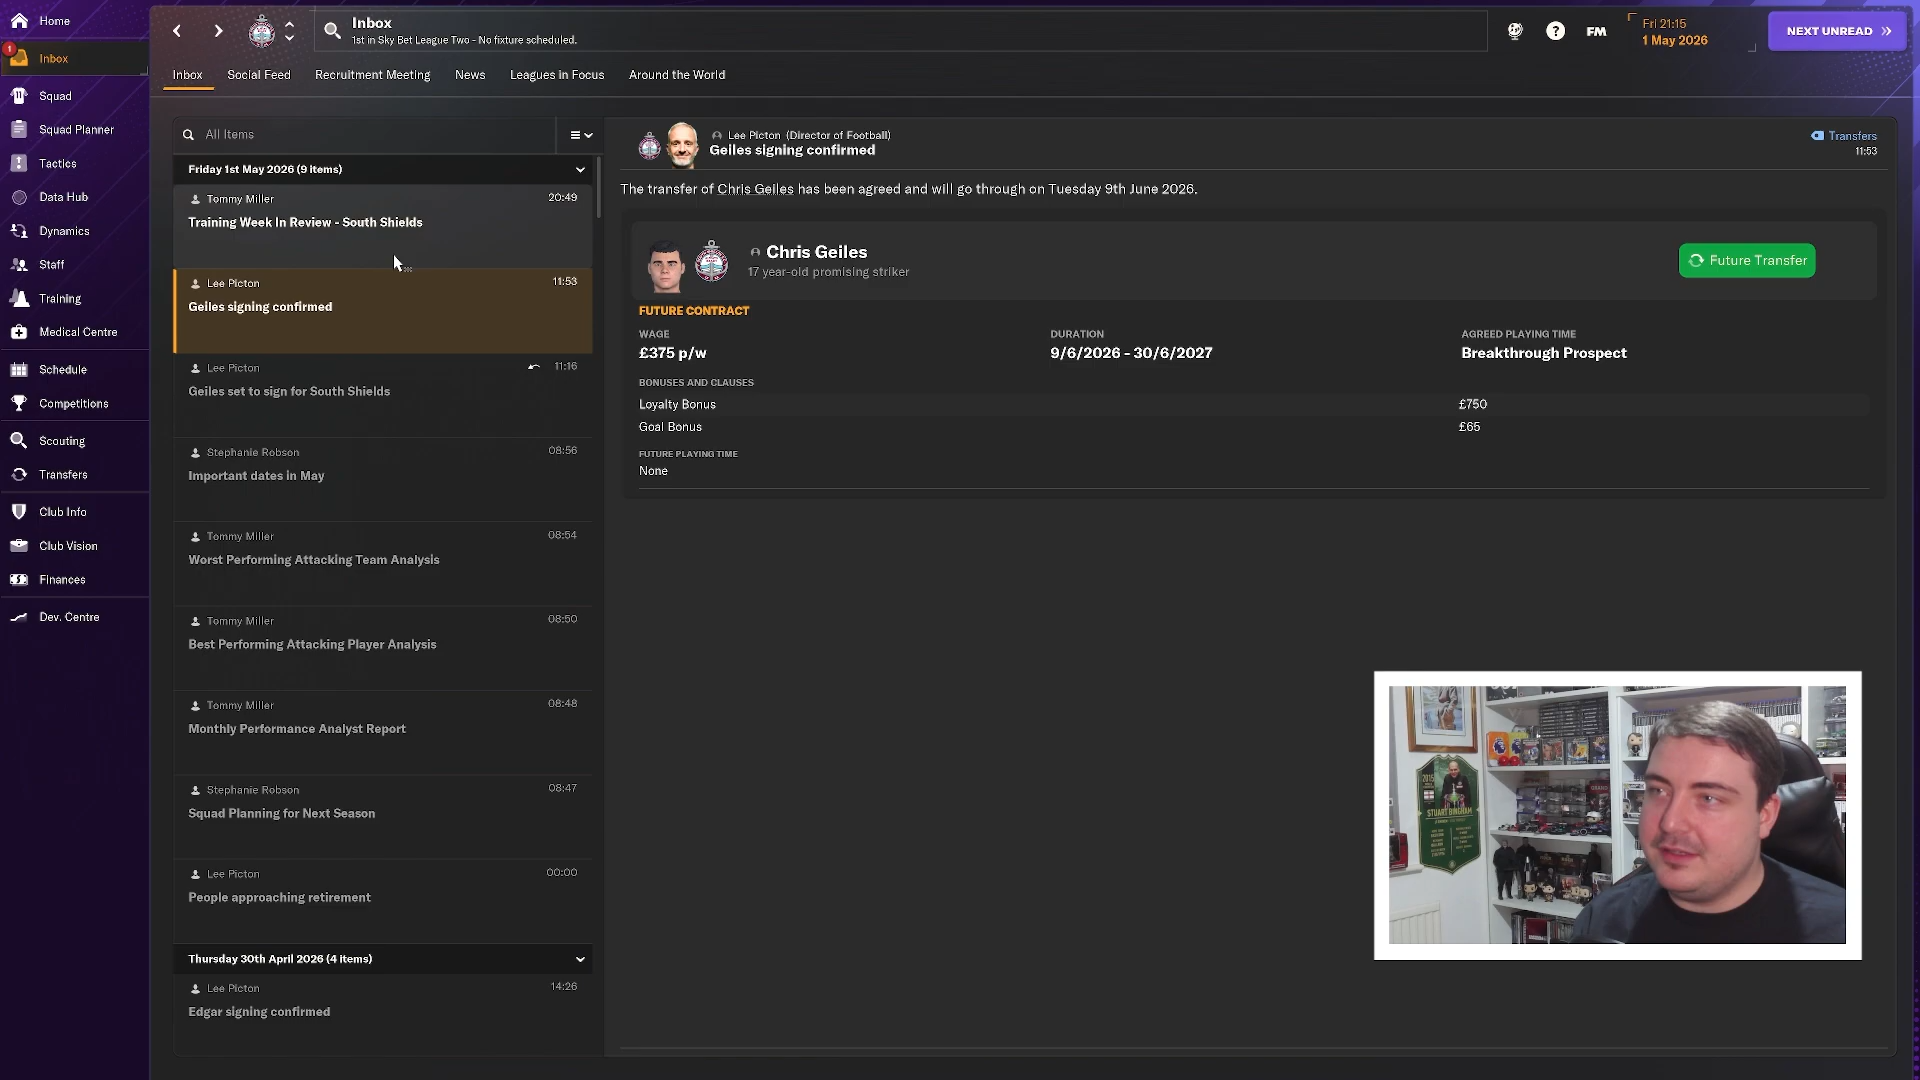 Home
1
Inbox
Squad
Squad Planner
Tactics
Data Hub
Dynamics
Staff
Training
Medical Centre
Schedule
Competitions
Scouting
Transfers
Club Info
Club Vision
Finances
Dev. Centre
Inbox
1st in Sky Bet League Two - No fixture scheduled.
FM
Fri 21:15
1 May 2026
NEXT UNREAD
Inbox Social Feed Recruitment Meeting News Leagues in Focus Around the World
All Items
Friday 1st May 2026 (9 Items)
Tommy Miller 20:49
Training Week In Review - South Shields
Lee Picton 11:53
Geiles signing confirmed
Lee Picton 11:16
Geiles set to sign for South Shields
Stephanie Robson 08:56
Important dates in May
Tommy Miller 08:54
Worst Performing Attacking Team Analysis
Tommy Miller 08:50
Best Performing Attacking Player Analysis
Tommy Miller 08:48
Monthly Performance Analyst Report
Stephanie Robson 08:47
Squad Planning for Next Season
Lee Picton 00:00
People approaching retirement
Thursday 30th April 2026 (4 Items)
Lee Picton 14:26
Edgar signing confirmed
Lee Picton (Director of Football)
Geiles signing confirmed
Transfers
11:53
The transfer of Chris Geiles has been agreed and will go through on Tuesday 9th June 2026.
Chris Geiles
17 year-old promising striker
Future Transfer
FUTURE CONTRACT
WAGE DURATION AGREED PLAYING TIME
£375 p/w 9/6/2026 - 30/6/2027 Breakthrough Prospect
BONUSES AND CLAUSES
Loyalty Bonus £750
Goal Bonus £65
FUTURE PLAYING TIME
None
2015
STUART BINGHAM